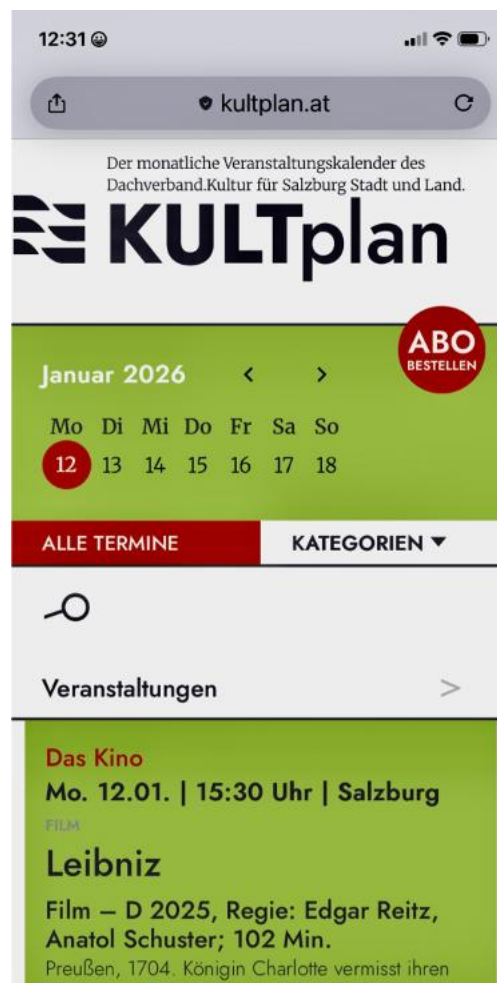 12:31
kultplan.at
Der monatliche Veranstaltungskalender des
Dachverband.Kultur für Salzburg Stadt und Land.
KULTplan
ABO
BESTELLEN
Januar 2026 < >
Mo Di Mi Do Fr Sa So
12 13 14 15 16 17 18
ALLE TERMINE KATEGORIEN
Veranstaltungen >
Das Kino
Mo. 12.01. | 15:30 Uhr | Salzburg
FILM
Leibniz
Film – D 2025, Regie: Edgar Reitz,
Anatol Schuster; 102 Min.
Preußen, 1704. Königin Charlotte vermisst ihren